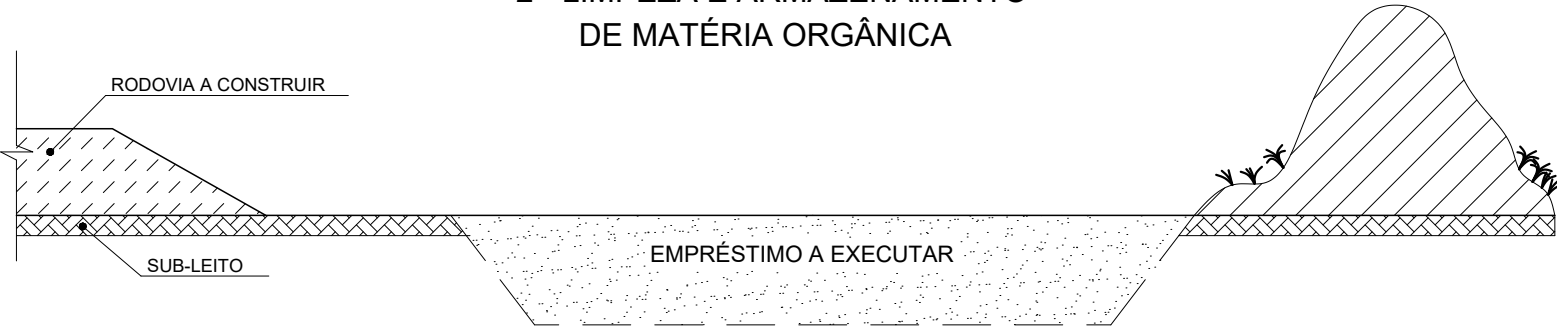 DE MATÉRIA ORGÂNICA
RODOVIA A CONSTRUIR
EMPRÉSTIMO A EXECUTAR
SUB-LEITO